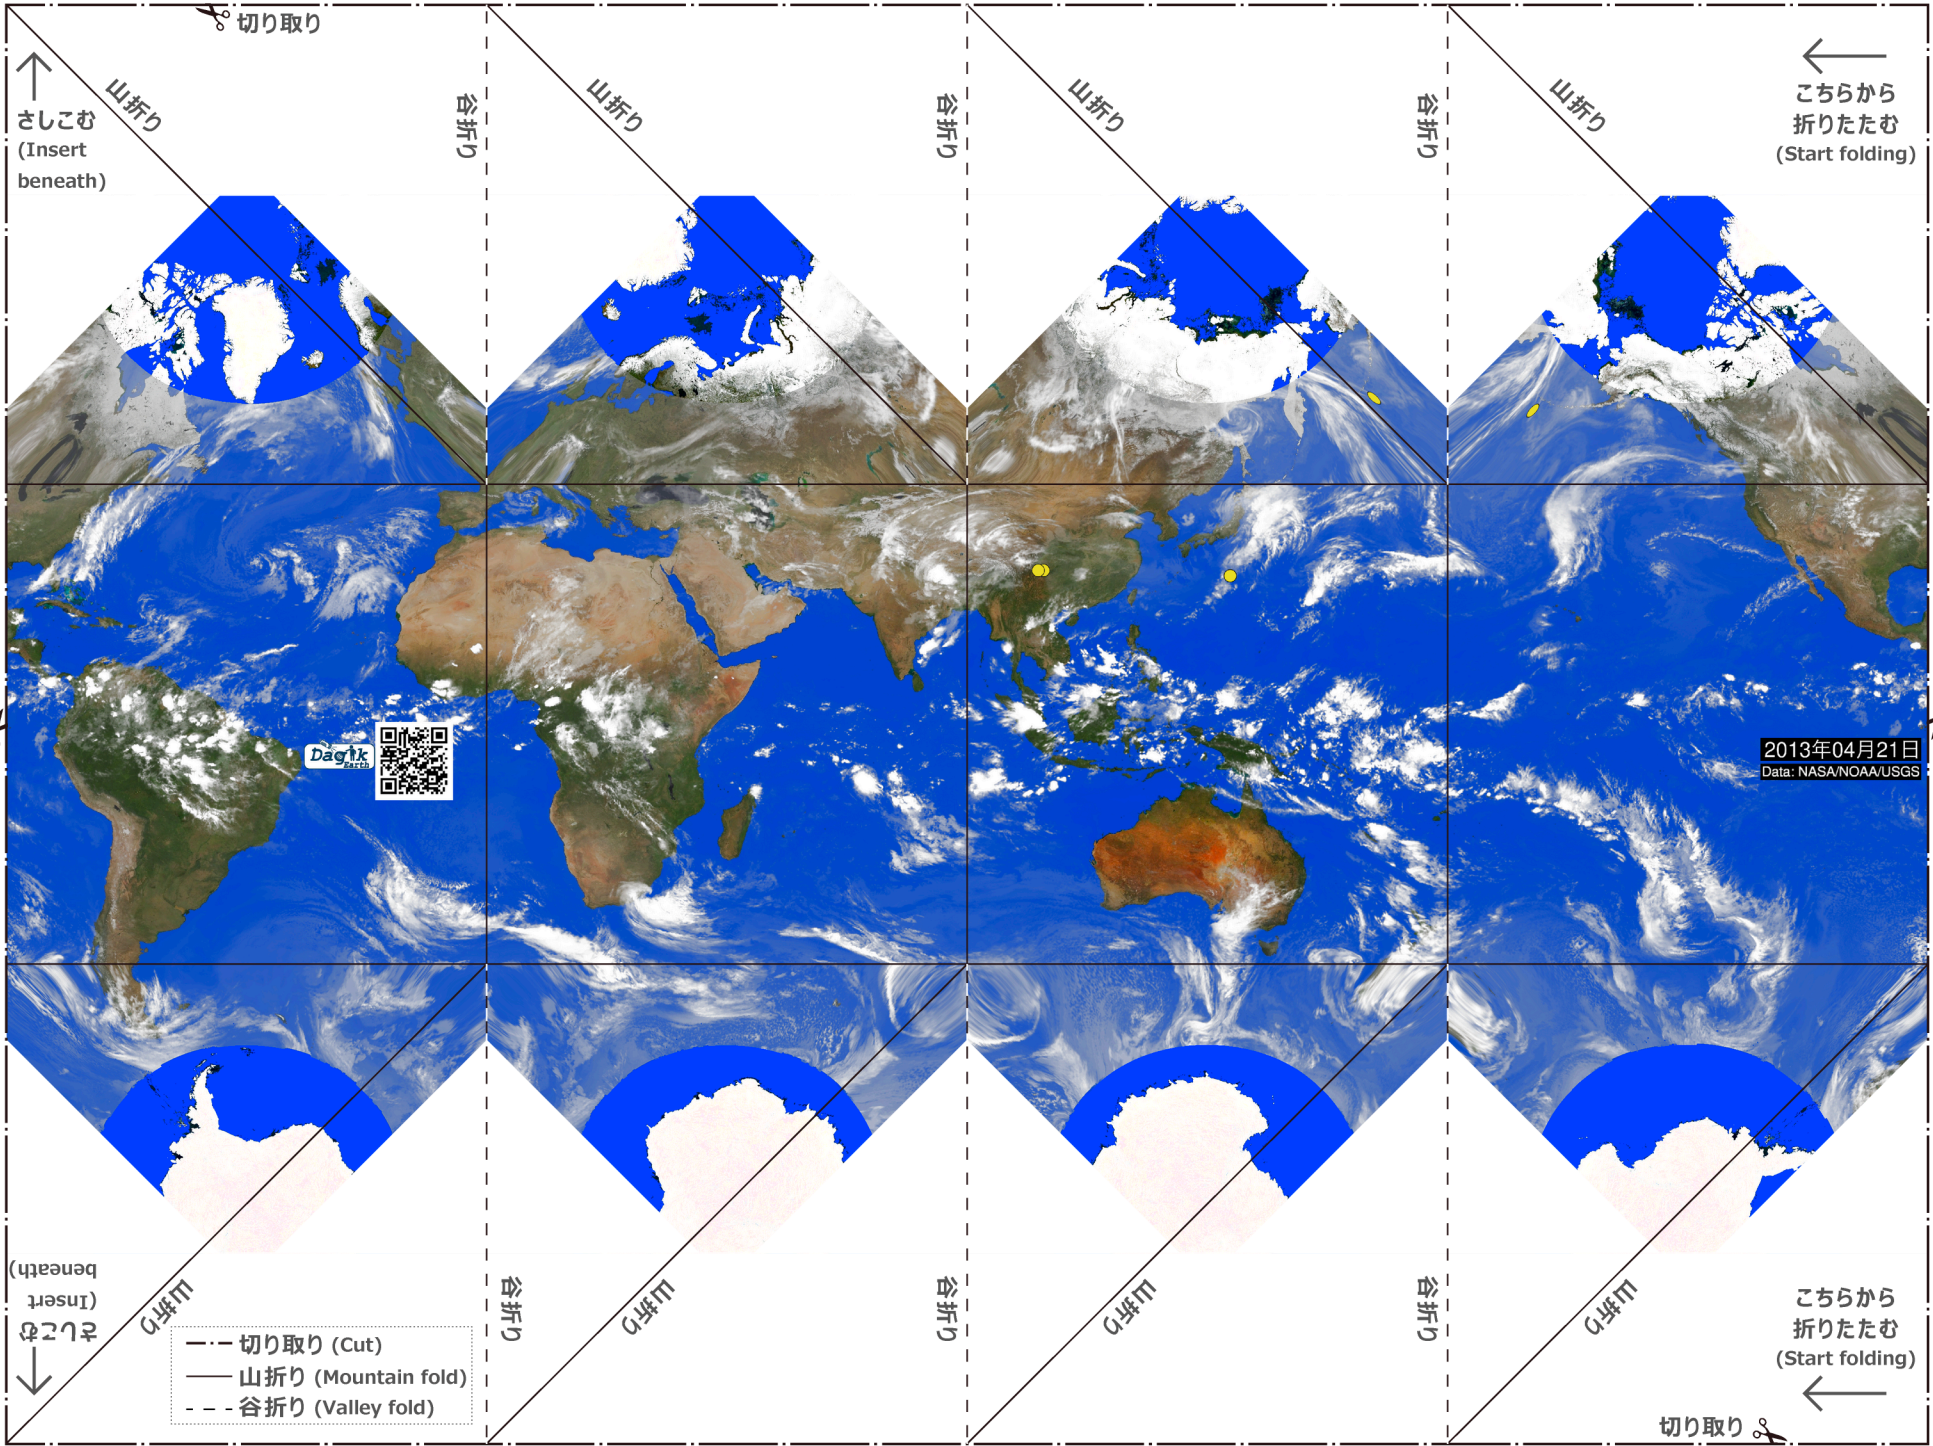 切り取り
山折り
谷折り
山折り
谷折り
山折り
谷折り
山折り
さしこむ
(Insert
beneath)
こちらから
折りたたむ
(Start folding)
Dagik
Earth
2013年04月21日
Data: NASA/NOAA/USGS
さしこむ
(Insert
beneath)
山折り
谷折り
山折り
谷折り
山折り
谷折り
山折り
こちらから
折りたたむ
(Start folding)
切り取り (Cut)
山折り (Mountain fold)
谷折り (Valley fold)
切り取り